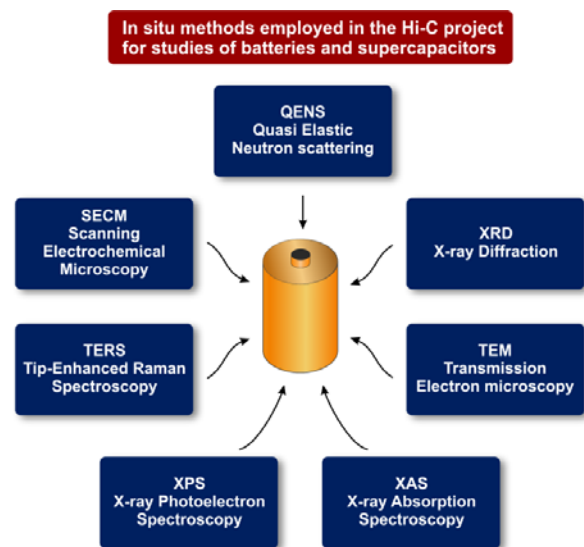 In situ methods employed in the Hi-C project
for studies of batteries and supercapacitors
QENS
Quasi Elastic
Neutron scattering
SECM
Scanning
Electrochemical
Microscopy
XRD
X-ray Diffraction
TERS
Tip-Enhanced Raman
Spectroscopy
TEM
Transmission
Electron microscopy
XPS
X-ray Photoelectron
Spectroscopy
XAS
X-ray Absorption
Spectroscopy